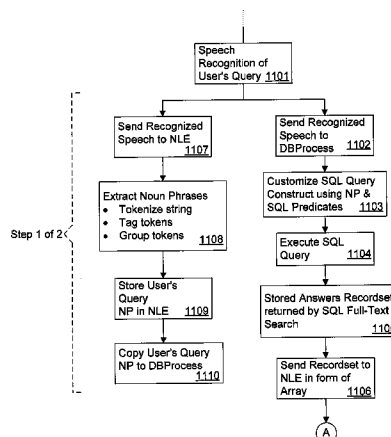 Speech
Recognition of
User's Query 1101
Send Recognized
Speech to NLE
1107
Send Recognized
Speech to
DBProcess 1102
Step 1 of 2
Extract Noun Phrases
• Tokenize string
• Tag tokens
• Group tokens 1108
Customize SQL Query
Construct using NP &
SQL Predicates
1103
Execute SQL
Query 1104
Store User's
Query
NP in NLE 1109
Stored Answers Recordset
returned by SQL Full-Text
Search
Copy User's Query
NP to DBProcess
1110
Send Recordset to
NLE in form of
Array 1106
A